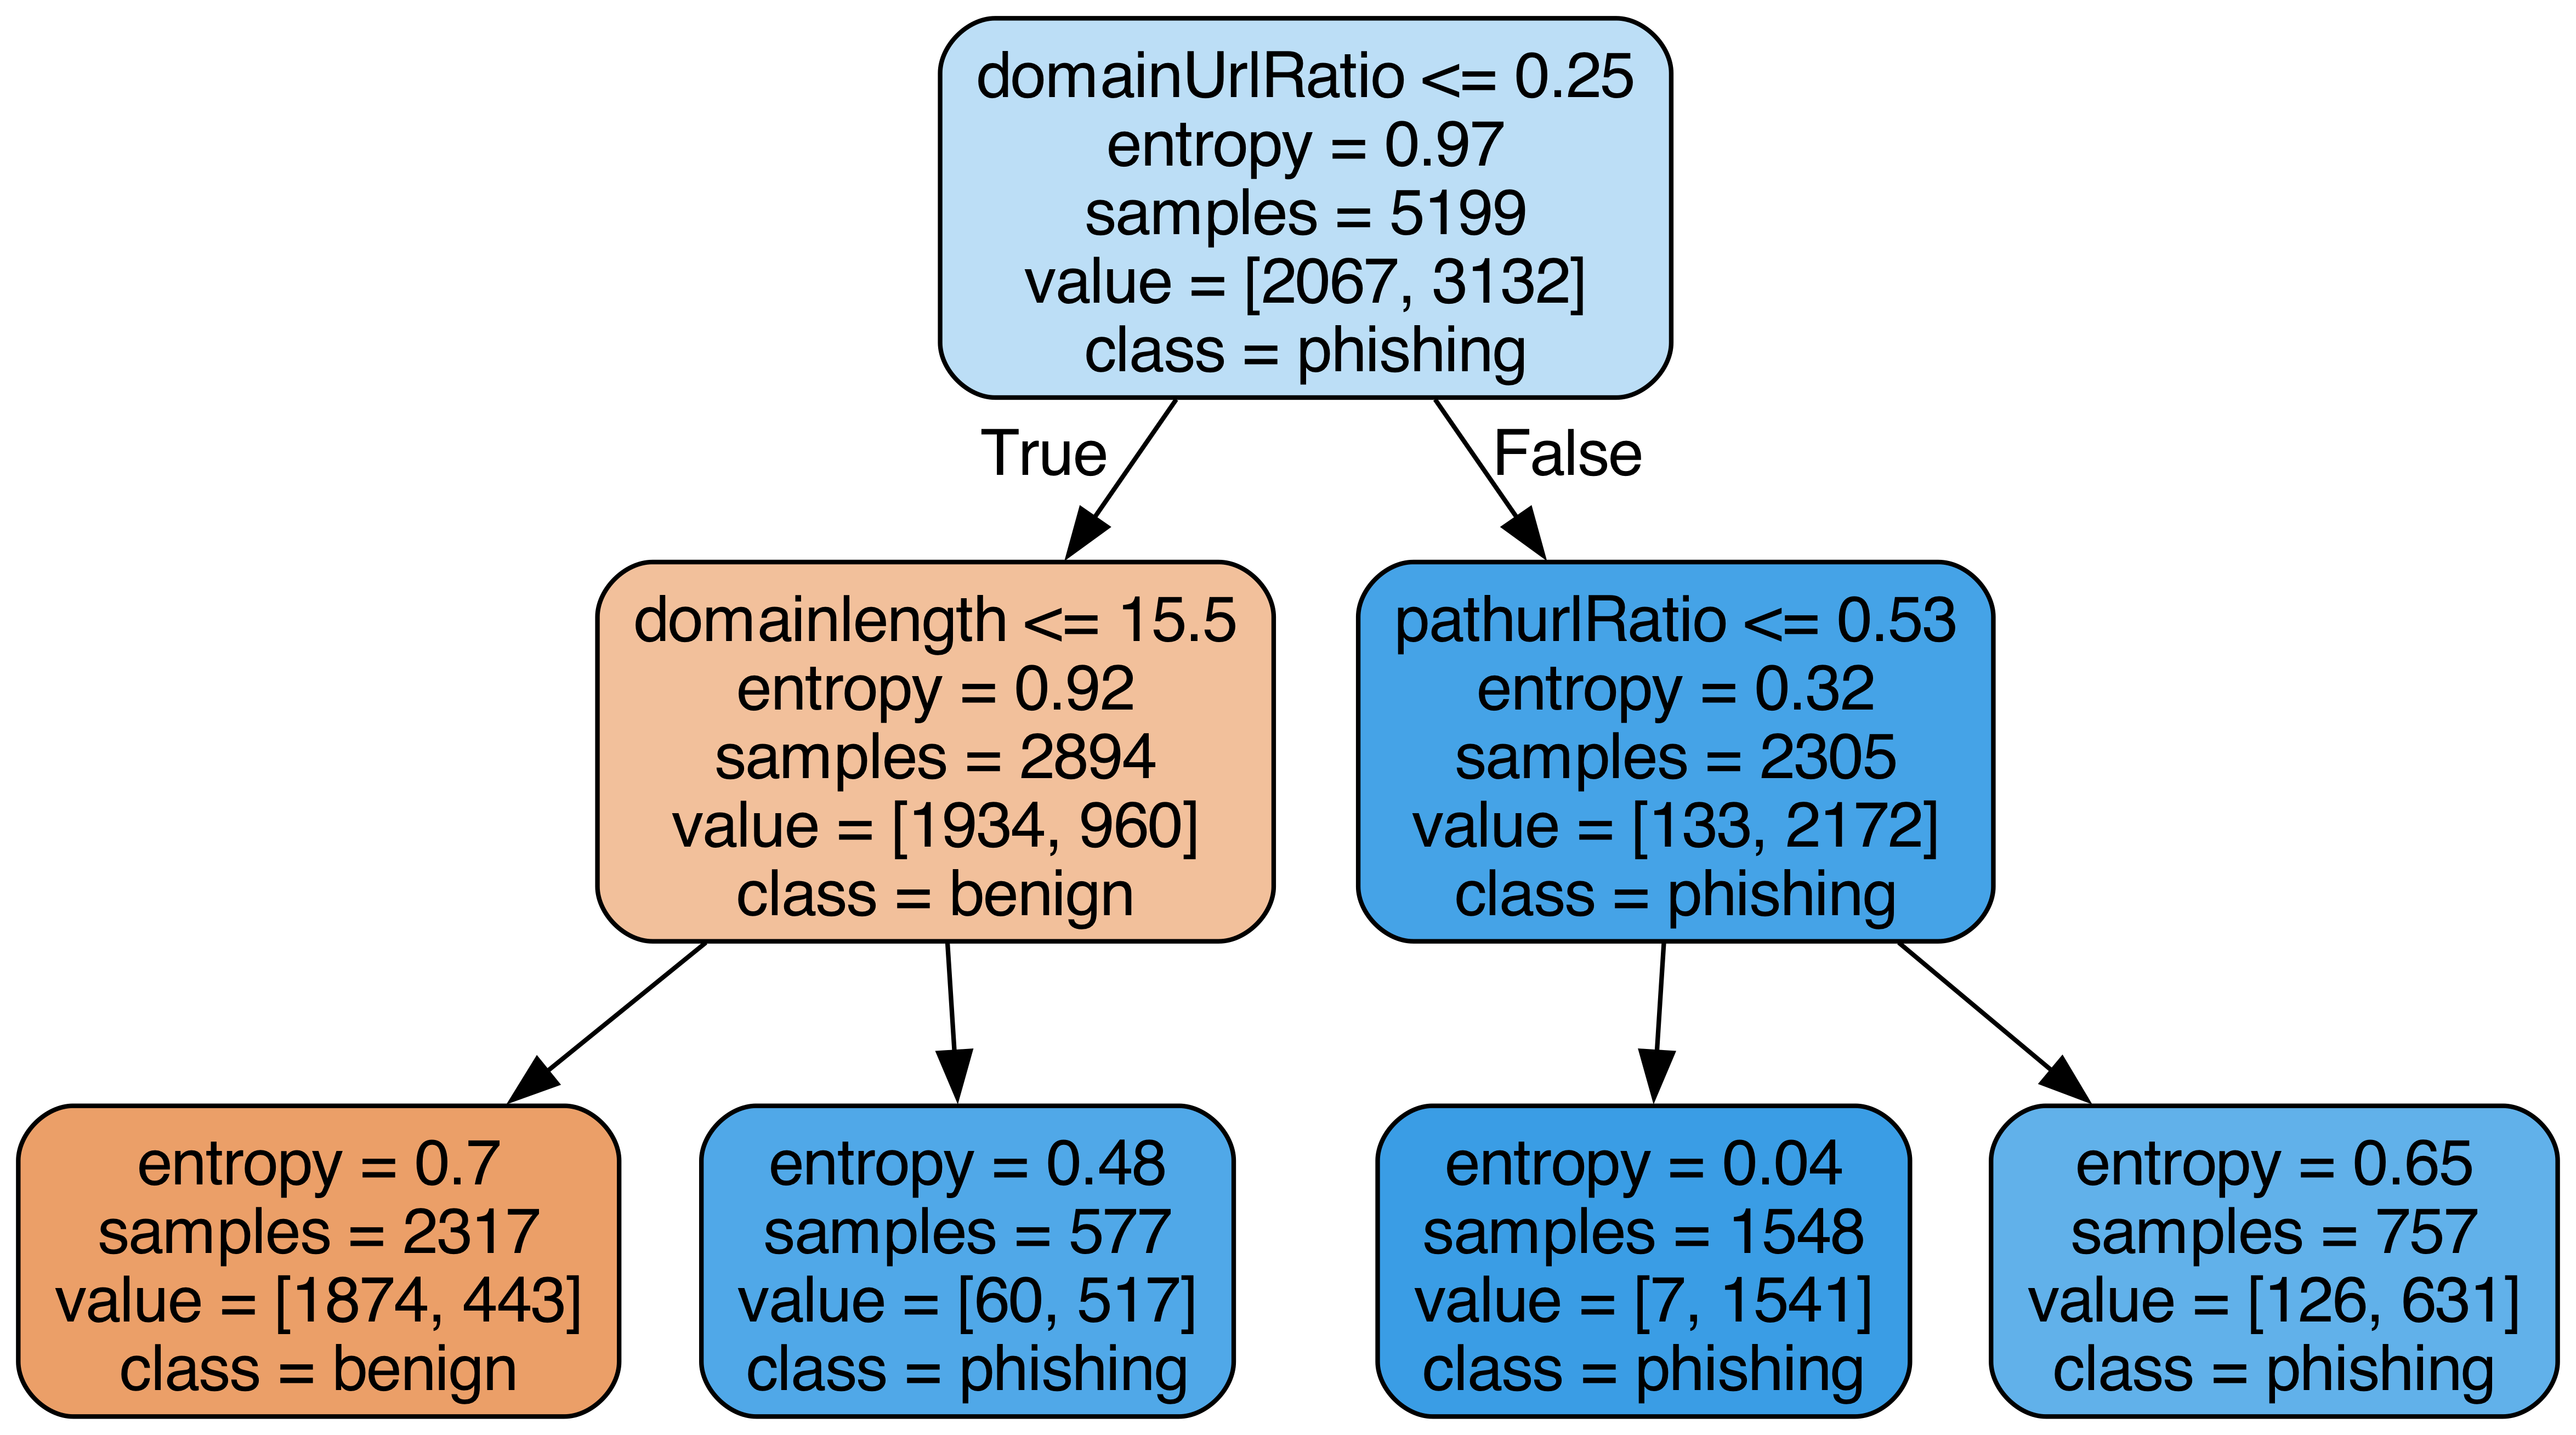 domainUrlRatio <= 0.25
entropy = 0.97
samples = 5199
value = [2067, 3132]
class = phishing
True
False
domainlength <= 15.5
entropy = 0.92
samples = 2894
value = [1934, 960]
class = benign
pathurlRatio <= 0.53
entropy = 0.32
samples = 2305
value = [133, 2172]
class = phishing
entropy = 0.7
samples = 2317
value = [1874, 443]
class = benign
entropy = 0.48
samples = 577
value = [60, 517]
class = phishing
entropy = 0.04
samples = 1548
value = [7, 1541]
class = phishing
entropy = 0.65
samples = 757
value = [126, 631]
class = phishing